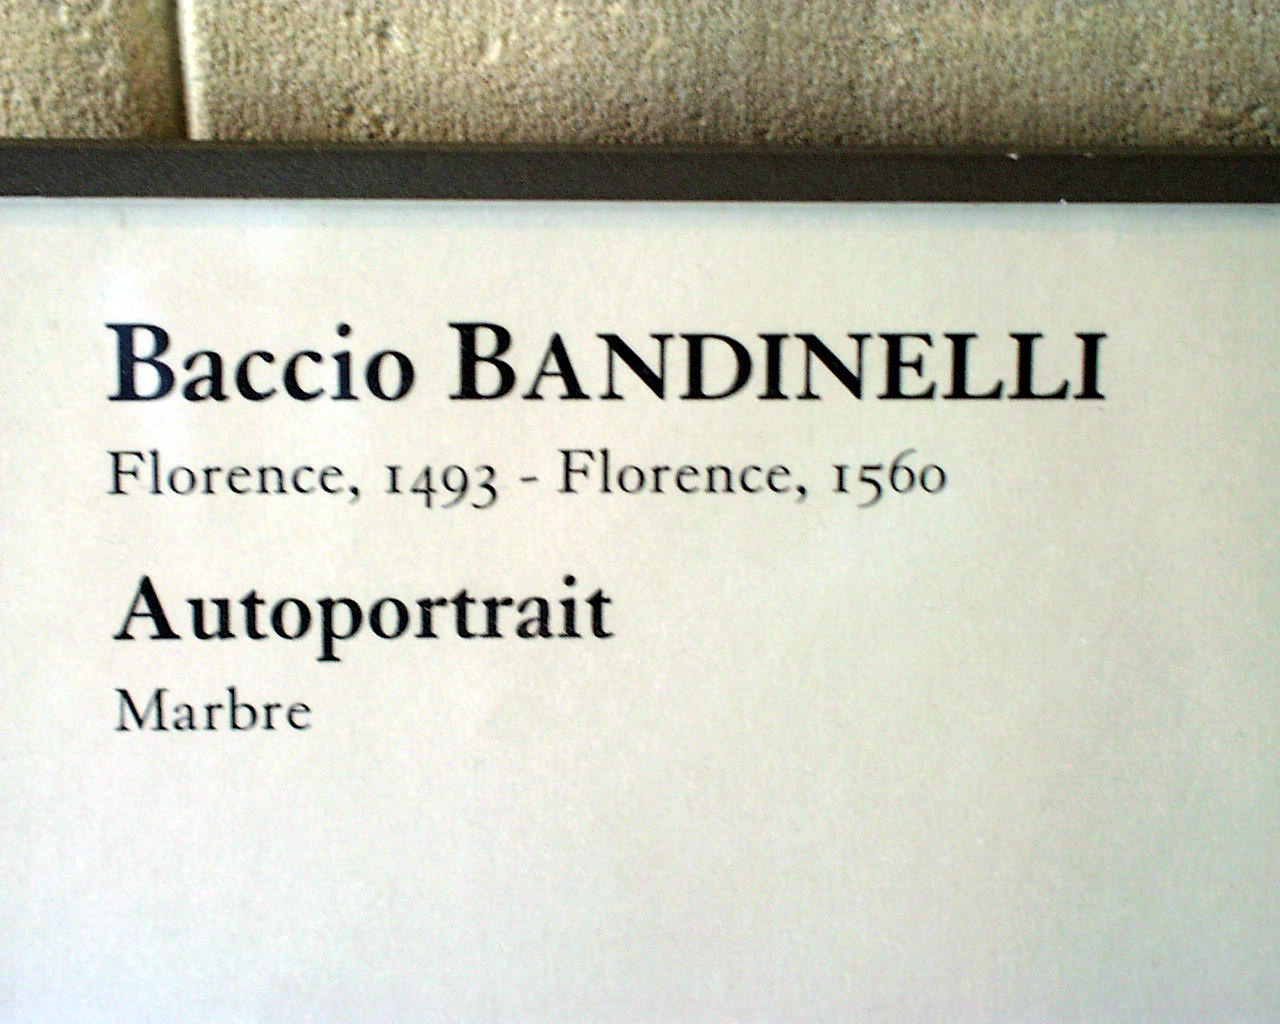 Baccio BANDINELLI
Florence, 1493 - Florence, 1560
Autoportrait
Marbre